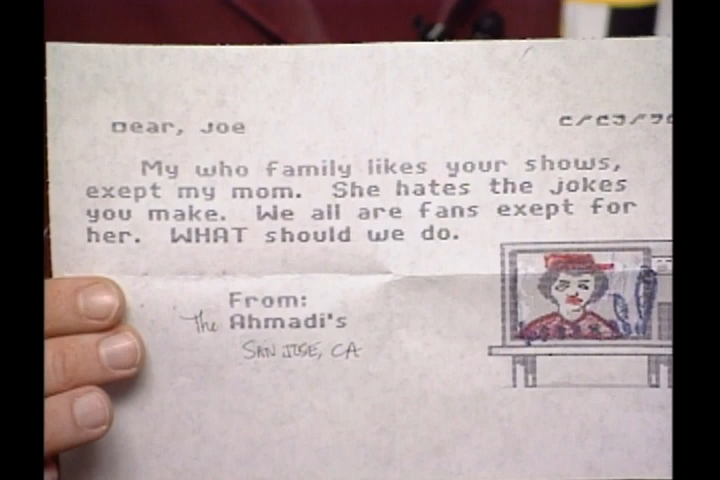 Dear, Joe
My who family likes your shows,
exept my mom. She hates the jokes
you make. We all are fans exept for
her. WHAT should we do.
From:
The Ahmadi's
SAN JOSE, CA